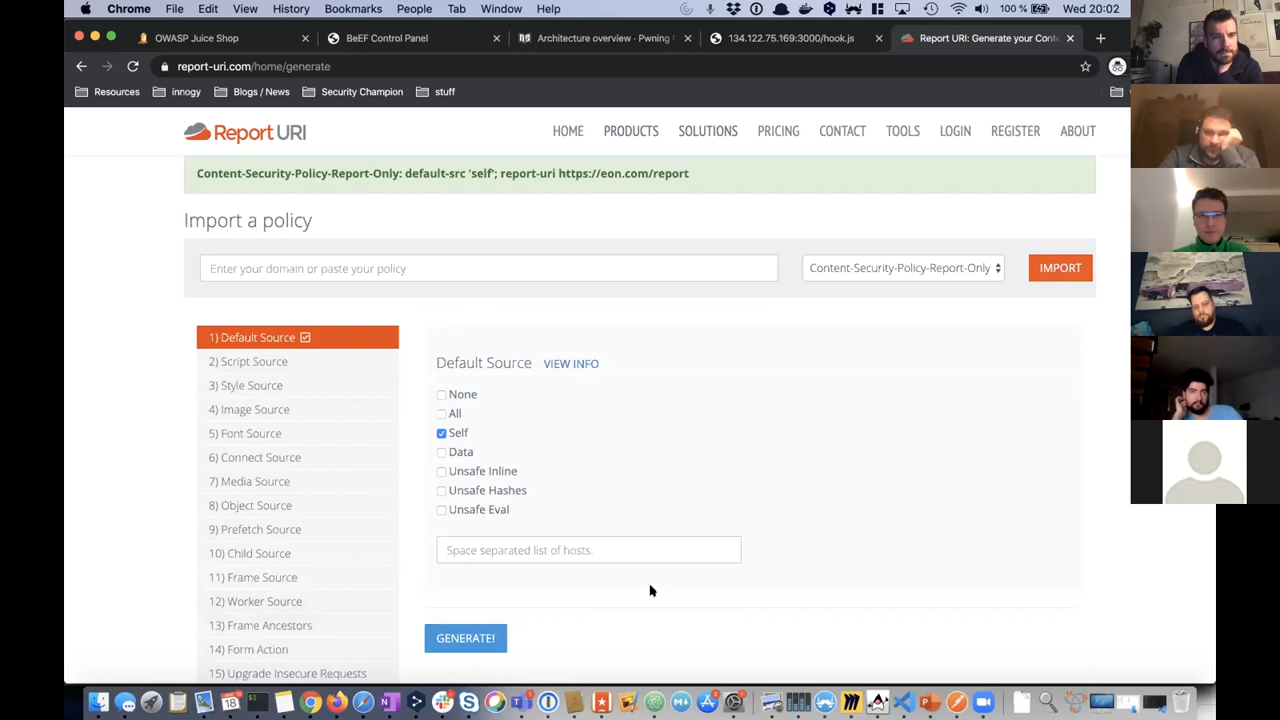 Chrome File Edit View History Bookmarks People Tab Window Help 100 % Wed 20:02
OWASP Juice Shop BeEF Control Panel Architecture overview · Pwning 134.122.75.169:3000/hook.js Report URI: Generate your Cont
report-uri.com/home/generate
Resources innogy Blogs / News Security Champion stuff
Report URI HOME PRODUCTS SOLUTIONS PRICING CONTACT TOOLS LOGIN REGISTER ABOUT
Content-Security-Policy-Report-Only: default-src 'self'; report-uri https://eon.com/report
Import a policy
Enter your domain or paste your policy Content-Security-Policy-Report-Only IMPORT
1) Default Source
2) Script Source
3) Style Source
4) Image Source
5) Font Source
6) Connect Source
7) Media Source
8) Object Source
9) Prefetch Source
10) Child Source
11) Frame Source
12) Worker Source
13) Frame Ancestors
14) Form Action
15) Upgrade Insecure Requests
Default Source VIEW INFO
None
All
Self
Data
Unsafe Inline
Unsafe Hashes
Unsafe Eval
Space separated list of hosts.
GENERATE!
18